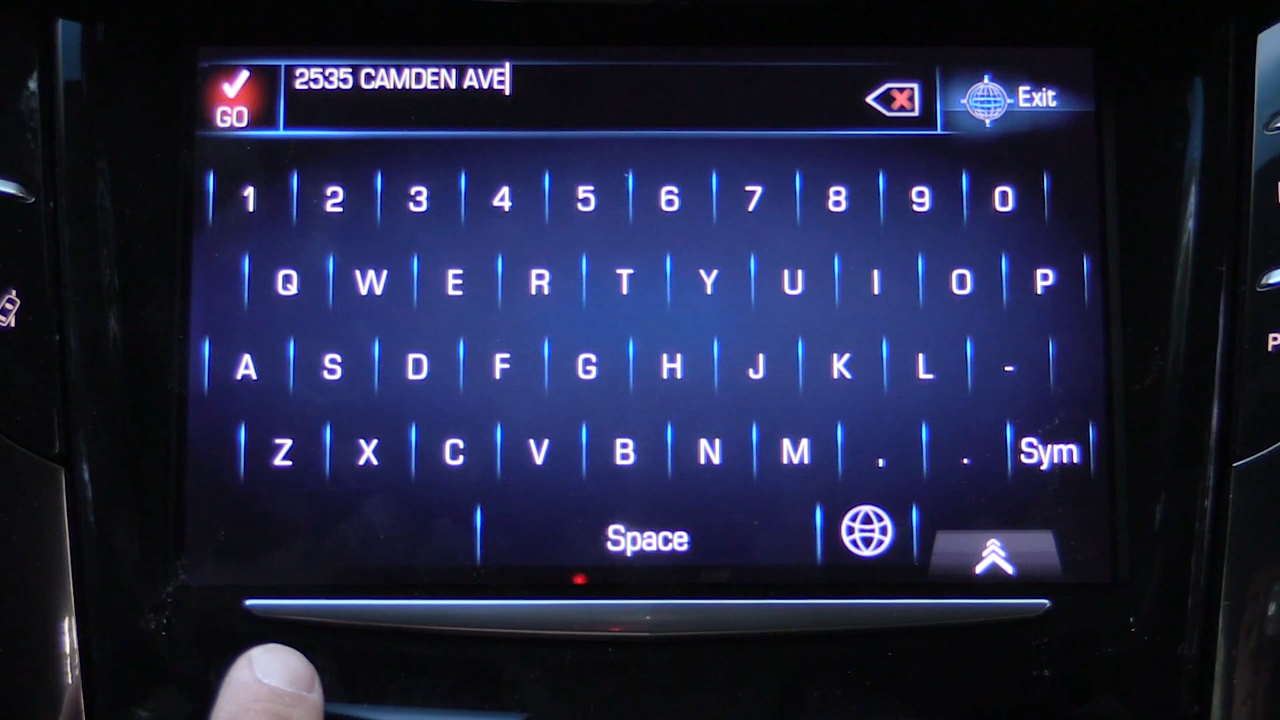 2535 CAMDEN AVE
GO
Exit
1 2 3 4 5 6 7 8 9 0
Q W E R T Y U I O P
A S D F G H J K L -
Z X C V B N M , . Sym
Space
P